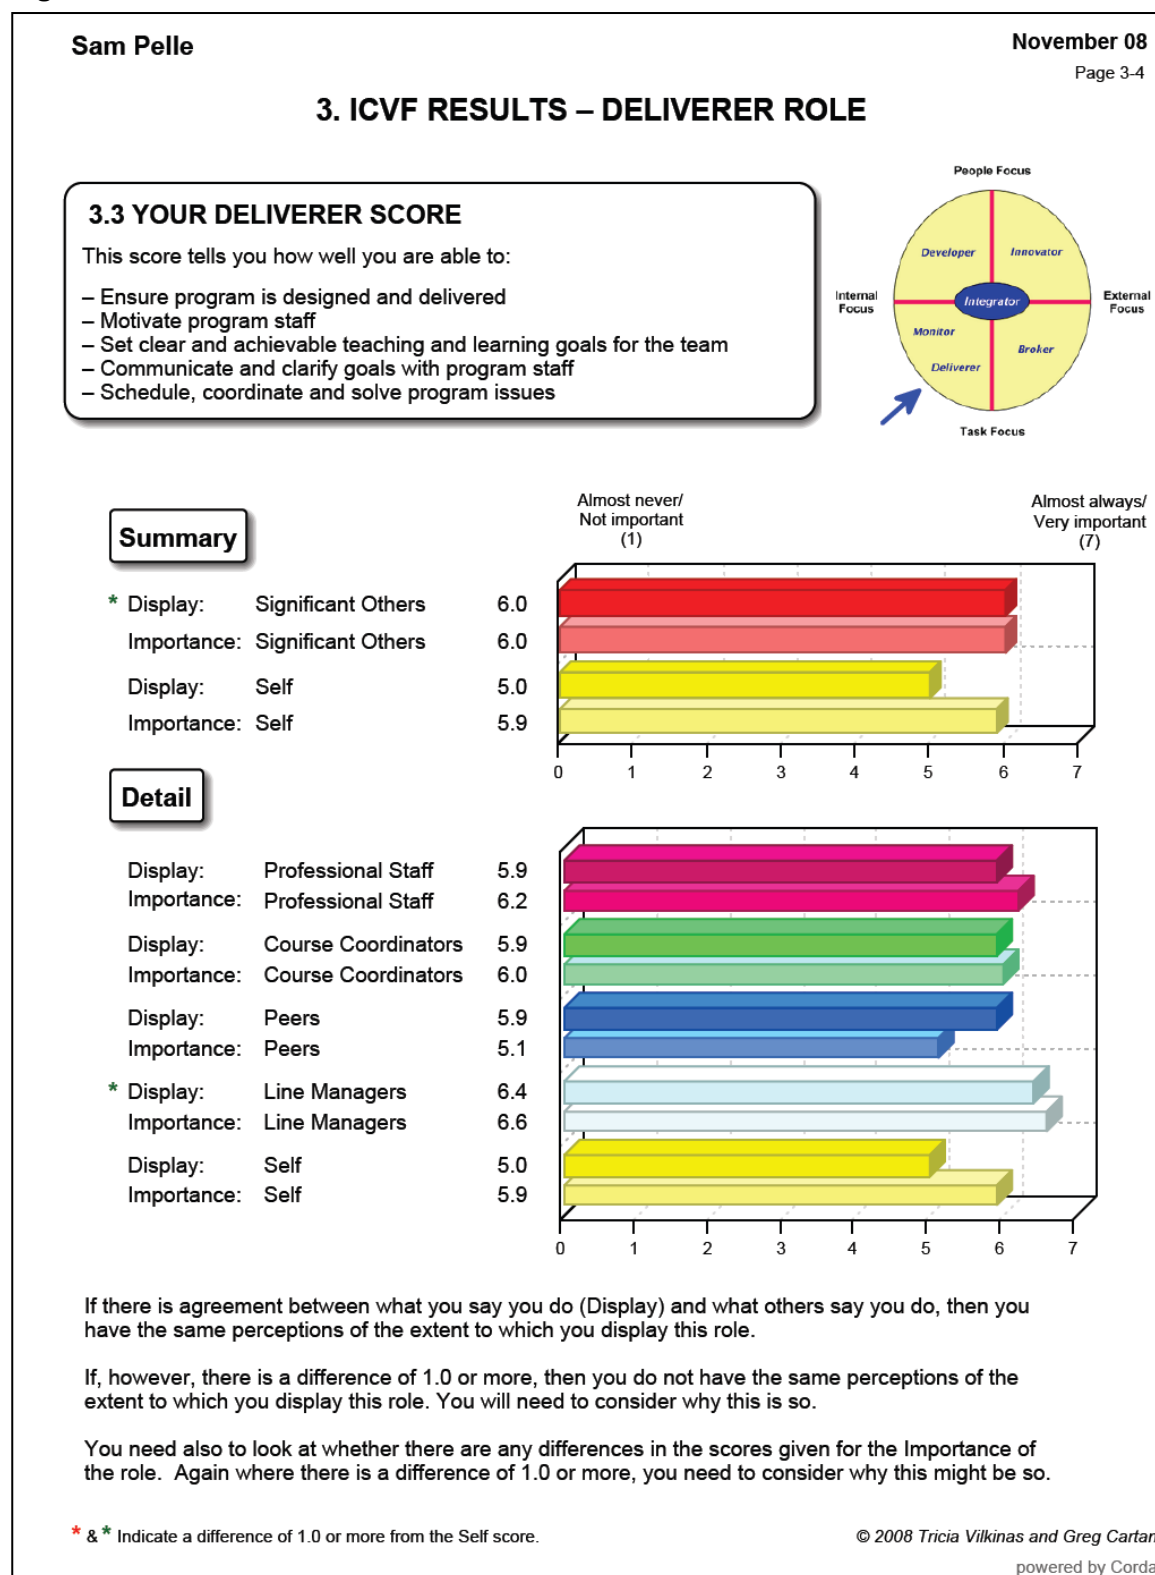 Sam Pelle
November 08
Page 3-4
3. ICVF RESULTS – DELIVERER ROLE
3.3 YOUR DELIVERER SCORE
This score tells you how well you are able to:
– Ensure program is designed and delivered
– Motivate program staff
– Set clear and achievable teaching and learning goals for the team
– Communicate and clarify goals with program staff
– Schedule, coordinate and solve program issues
People Focus
Developer
Innovator
Internal
Focus
Integrator
External
Focus
Monitor
Broker
Deliverer
Task Focus
Summary
Almost never/
Not important
(1)
Almost always/
Very important
(7)
* Display: Significant Others 6.0
Importance: Significant Others 6.0
Display: Self 5.0
Importance: Self 5.9
0 1 2 3 4 5 6 7
Detail
Display: Professional Staff 5.9
Importance: Professional Staff 6.2
Display: Course Coordinators 5.9
Importance: Course Coordinators 6.0
Display: Peers 5.9
Importance: Peers 5.1
* Display: Line Managers 6.4
Importance: Line Managers 6.6
Display: Self 5.0
Importance: Self 5.9
0 1 2 3 4 5 6 7
If there is agreement between what you say you do (Display) and what others say you do, then you
have the same perceptions of the extent to which you display this role.
If, however, there is a difference of 1.0 or more, then you do not have the same perceptions of the
extent to which you display this role. You will need to consider why this is so.
You need also to look at whether there are any differences in the scores given for the Importance of
the role. Again where there is a difference of 1.0 or more, you need to consider why this might be so.
* & * Indicate a difference of 1.0 or more from the Self score.
© 2008 Tricia Vilkinas and Greg Cartan
powered by Corda